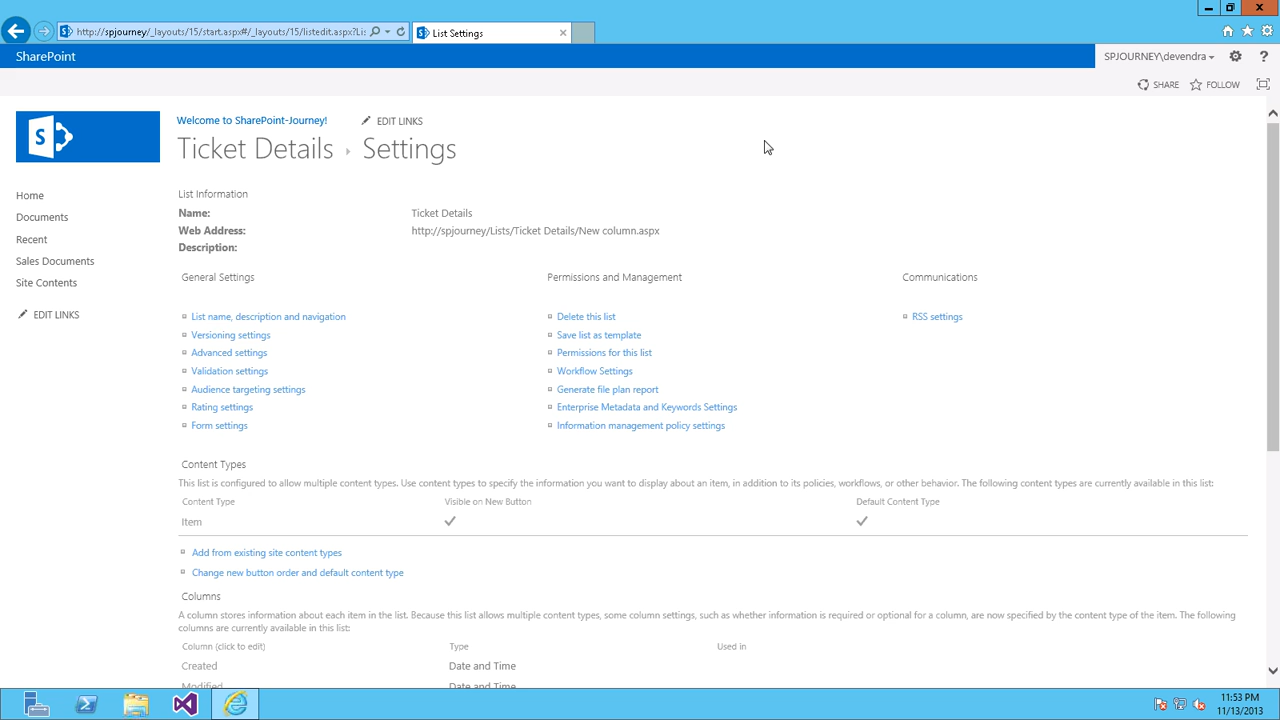 http://spjourney/_layouts/15/start.aspx#/_layouts/15/listedit.aspx?Li
List Settings
SharePoint
SPJOURNEY\devendra
SHARE
FOLLOW
Welcome to SharePoint-Journey!
EDIT LINKS
Ticket Details
Settings
Home
Documents
Recent
Sales Documents
Site Contents
EDIT LINKS
List Information
Name: Ticket Details
Web Address: http://spjourney/Lists/Ticket Details/New column.aspx
Description:
General Settings
Permissions and Management
Communications
List name, description and navigation
Delete this list
RSS settings
Versioning settings
Save list as template
Advanced settings
Permissions for this list
Validation settings
Workflow Settings
Audience targeting settings
Generate file plan report
Rating settings
Enterprise Metadata and Keywords Settings
Form settings
Information management policy settings
Content Types
This list is configured to allow multiple content types. Use content types to specify the information you want to display about an item, in addition to its policies, workflows, or other behavior. The following content types are currently available in this list:
Content Type
Visible on New Button
Default Content Type
Item
Add from existing site content types
Change new button order and default content type
Columns
A column stores information about each item in the list. Because this list allows multiple content types, some column settings, such as whether information is required or optional for a column, are now specified by the content type of the item. The following
columns are currently available in this list:
Column (click to edit)
Type
Used in
Created
Date and Time
Modified
Date and Time
11:53 PM
11/13/2013